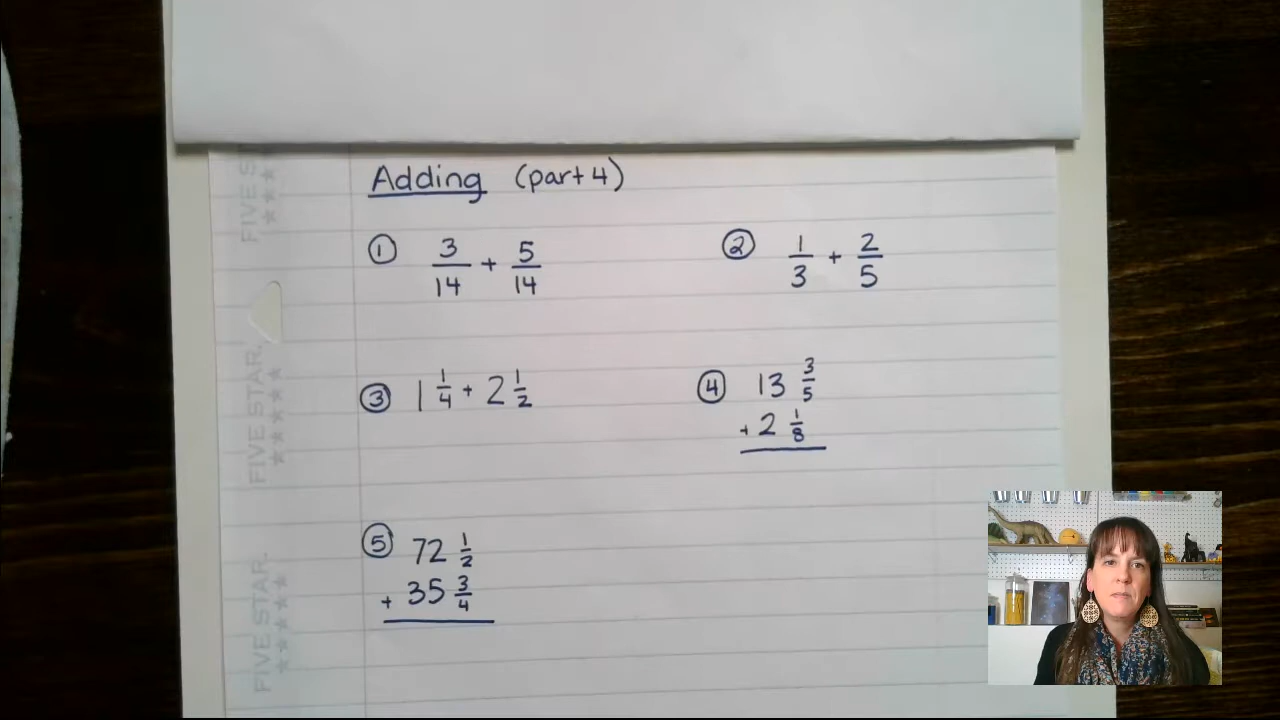 Adding (part 4)
① 3/14 + 5/14
② 1/3 + 2/5
③ 1 1/4 + 2 1/2
④ 13 3/5
+ 2 1/8
⑤ 72 1/2
+ 35 3/4
FIVE S
FIVE STAR.
FIVE STAR.